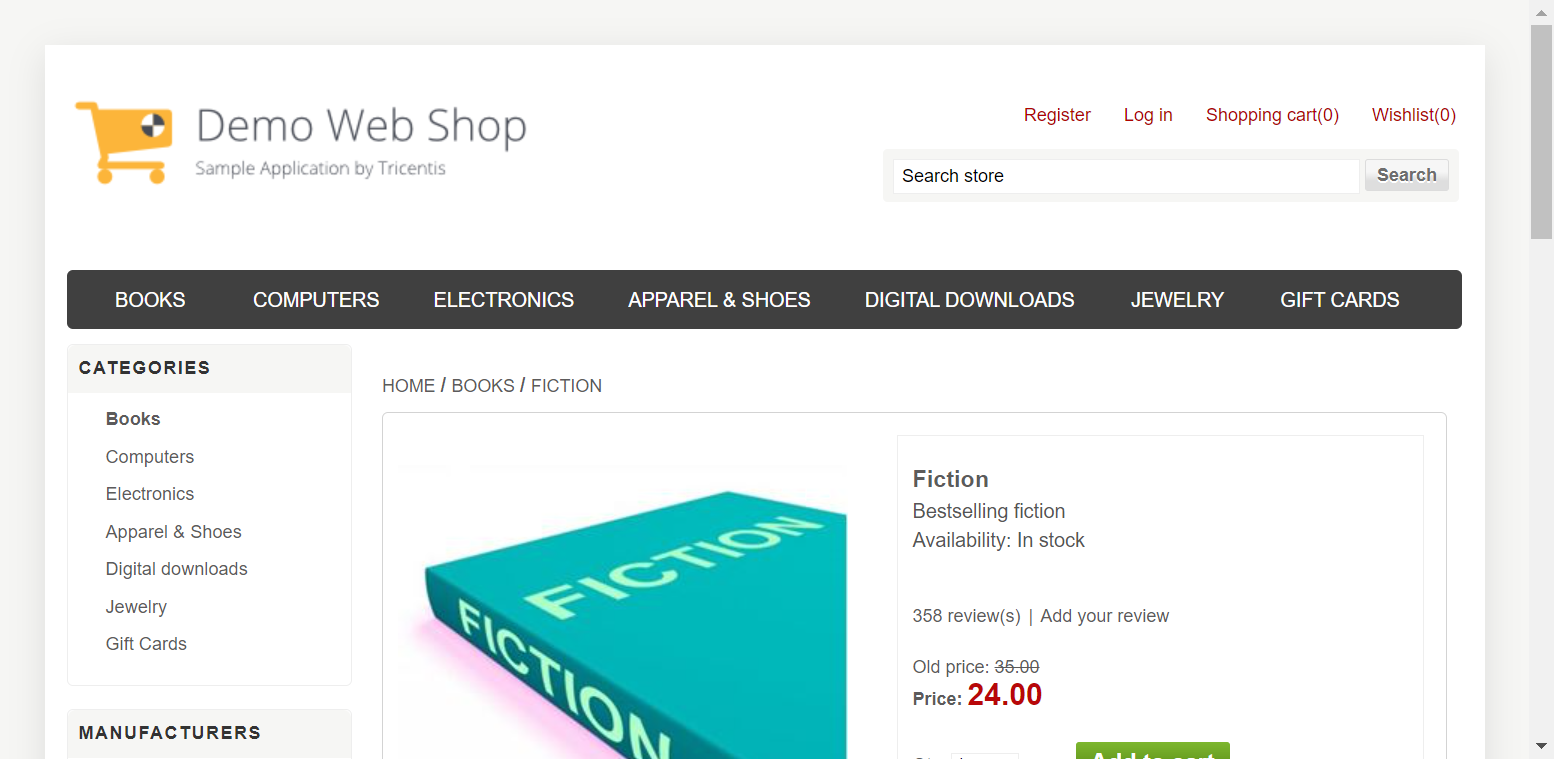 Demo Web Shop
Sample Application by Tricentis
Register Log in Shopping cart(0) Wishlist(0)
Search store Search
BOOKS COMPUTERS ELECTRONICS APPAREL & SHOES DIGITAL DOWNLOADS JEWELRY GIFT CARDS
CATEGORIES
Books
Computers
Electronics
Apparel & Shoes
Digital downloads
Jewelry
Gift Cards
MANUFACTURERS
HOME / BOOKS / FICTION
FICTION
FICTION
Fiction
Bestselling fiction
Availability: In stock
358 review(s) | Add your review
Old price: 35.00
Price: 24.00
Add to cart